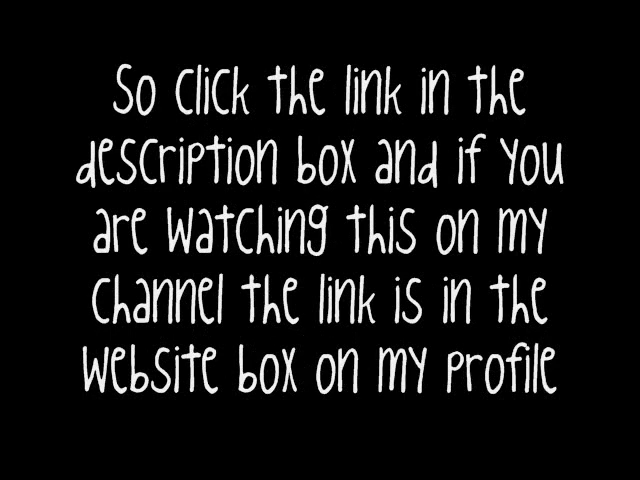 So click the link in the
description box and if you
are watching this on my
channel the link is in the
website box on my profile